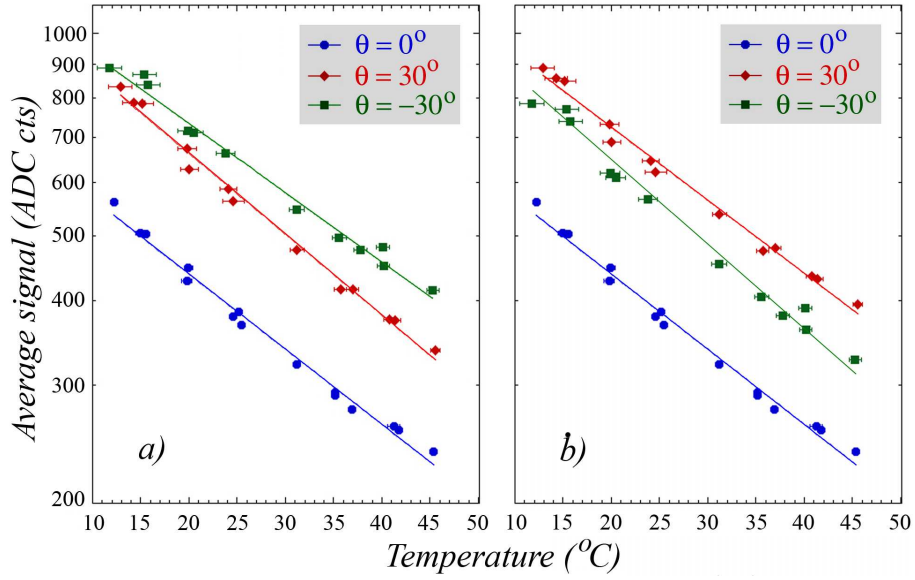 1000
900
800
700
600
500
400
300
200
Average signal (ADC cts)
θ = 0°
θ = 30°
θ = −30°
a)
10 15 20 25 30 35 40 45 50
θ = 0°
θ = 30°
θ = −30°
b)
10 15 20 25 30 35 40 45 50
Temperature (°C)